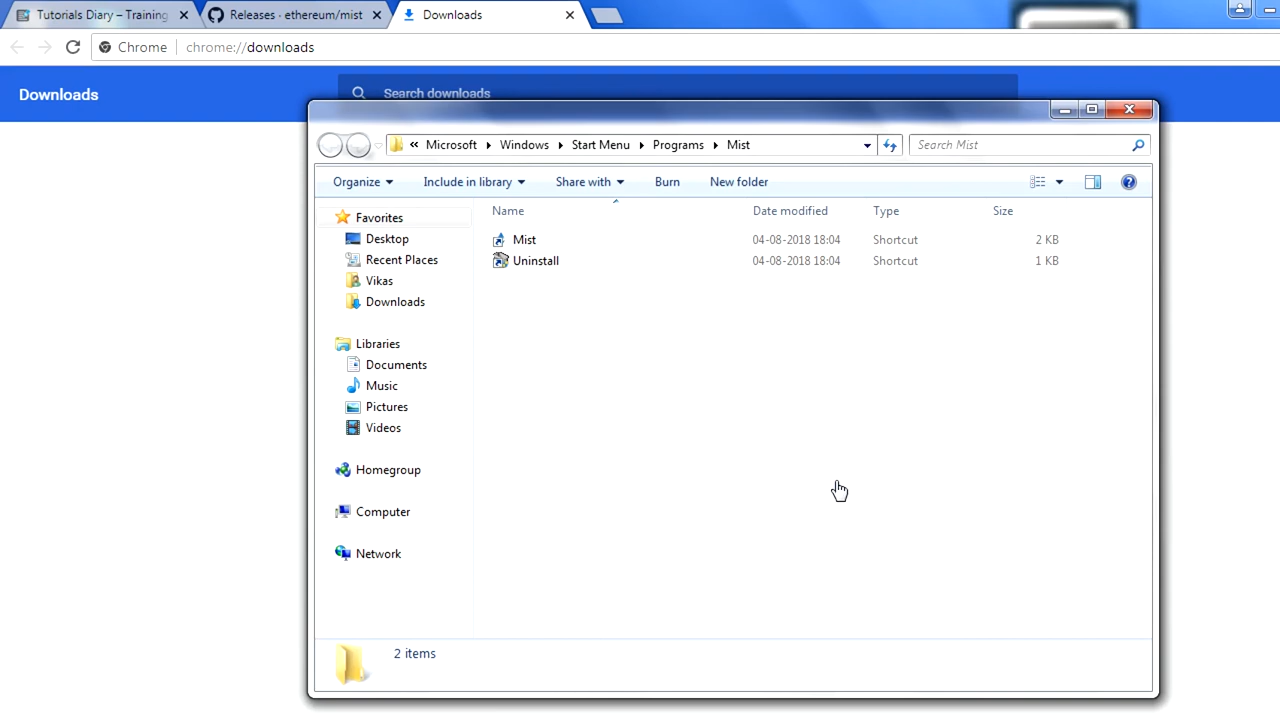 Tutorials Diary – Training
Releases · ethereum/mist
Downloads
Chrome chrome://downloads
Downloads
Search downloads
« Microsoft Windows Start Menu Programs Mist
Search Mist
Organize Include in library Share with Burn New folder
Name Date modified Type Size
Mist 04-08-2018 18:04 Shortcut 2 KB
Uninstall 04-08-2018 18:04 Shortcut 1 KB
Favorites
Desktop
Recent Places
Vikas
Downloads
Libraries
Documents
Music
Pictures
Videos
Homegroup
Computer
Network
2 items